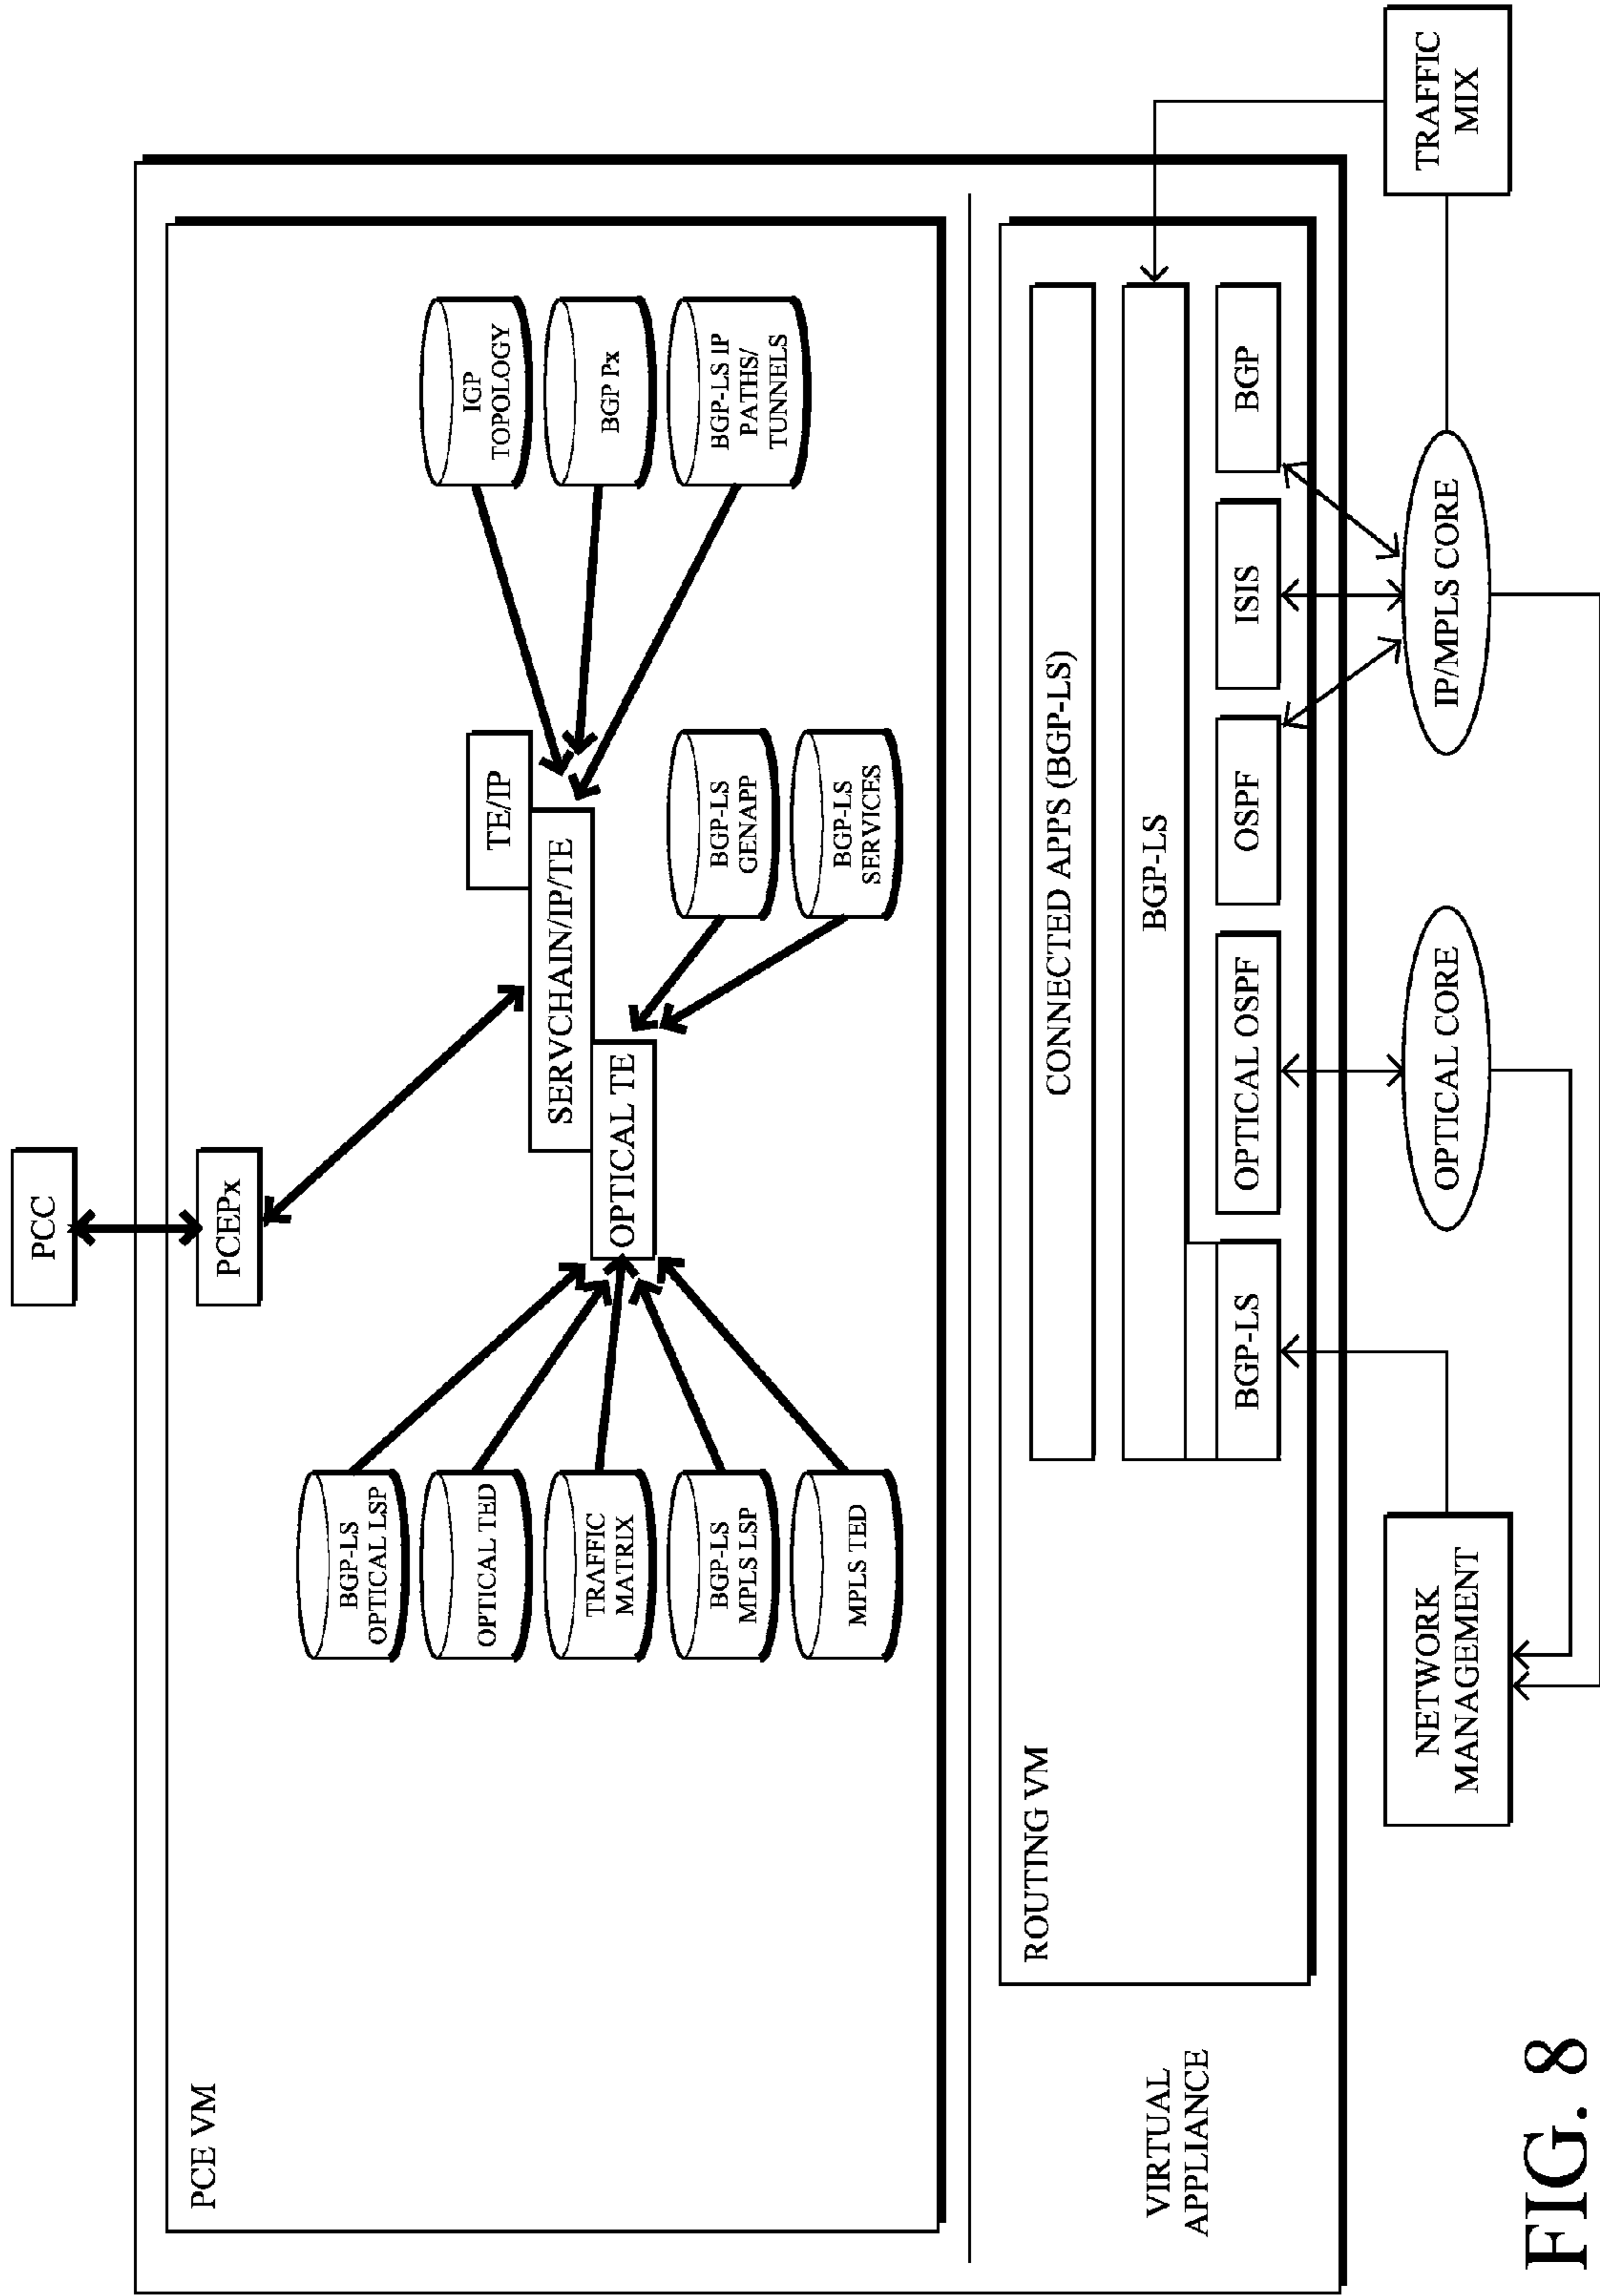 PCC
PCE VM
PCEPx
BGP-LS
OPTICAL LSP
OPTICAL TED
TRAFFIC
MATRIX
BGP-LS
MPLS LSP
MPLS TED
TE/IP
SERVCHAIN/IP/TE
OPTICAL TE
BGP-LS
GENAPP
BGP-LS
SERVICES
IGP
TOPOLOGY
BGP Px
BGP-LS IP
PATHS/
TUNNELS
VIRTUAL
APPLIANCE
ROUTING VM
CONNECTED APPS (BGP-LS)
BGP-LS
BGP-LS
OPTICAL OSPF
OSPF
ISIS
BGP
NETWORK
MANAGEMENT
OPTICAL CORE
IP/MPLS CORE
TRAFFIC
MIX
FIG. 8